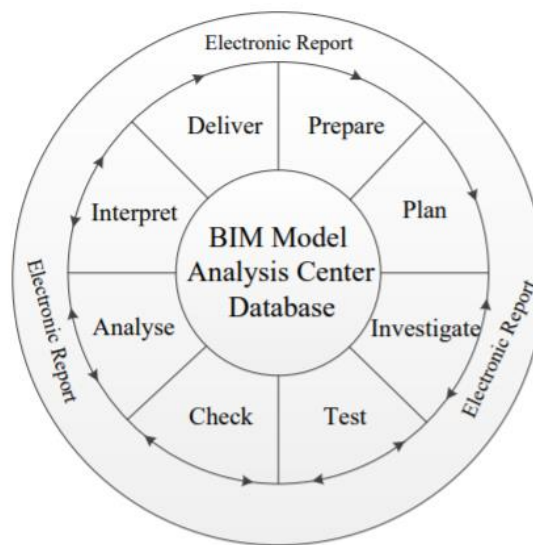 Electronic Report
Deliver
Prepare
Interpret
Plan
BIM Model
Analysis Center
Database
Electronic Report
Analyse
Investigate
Electronic Report
Check
Test